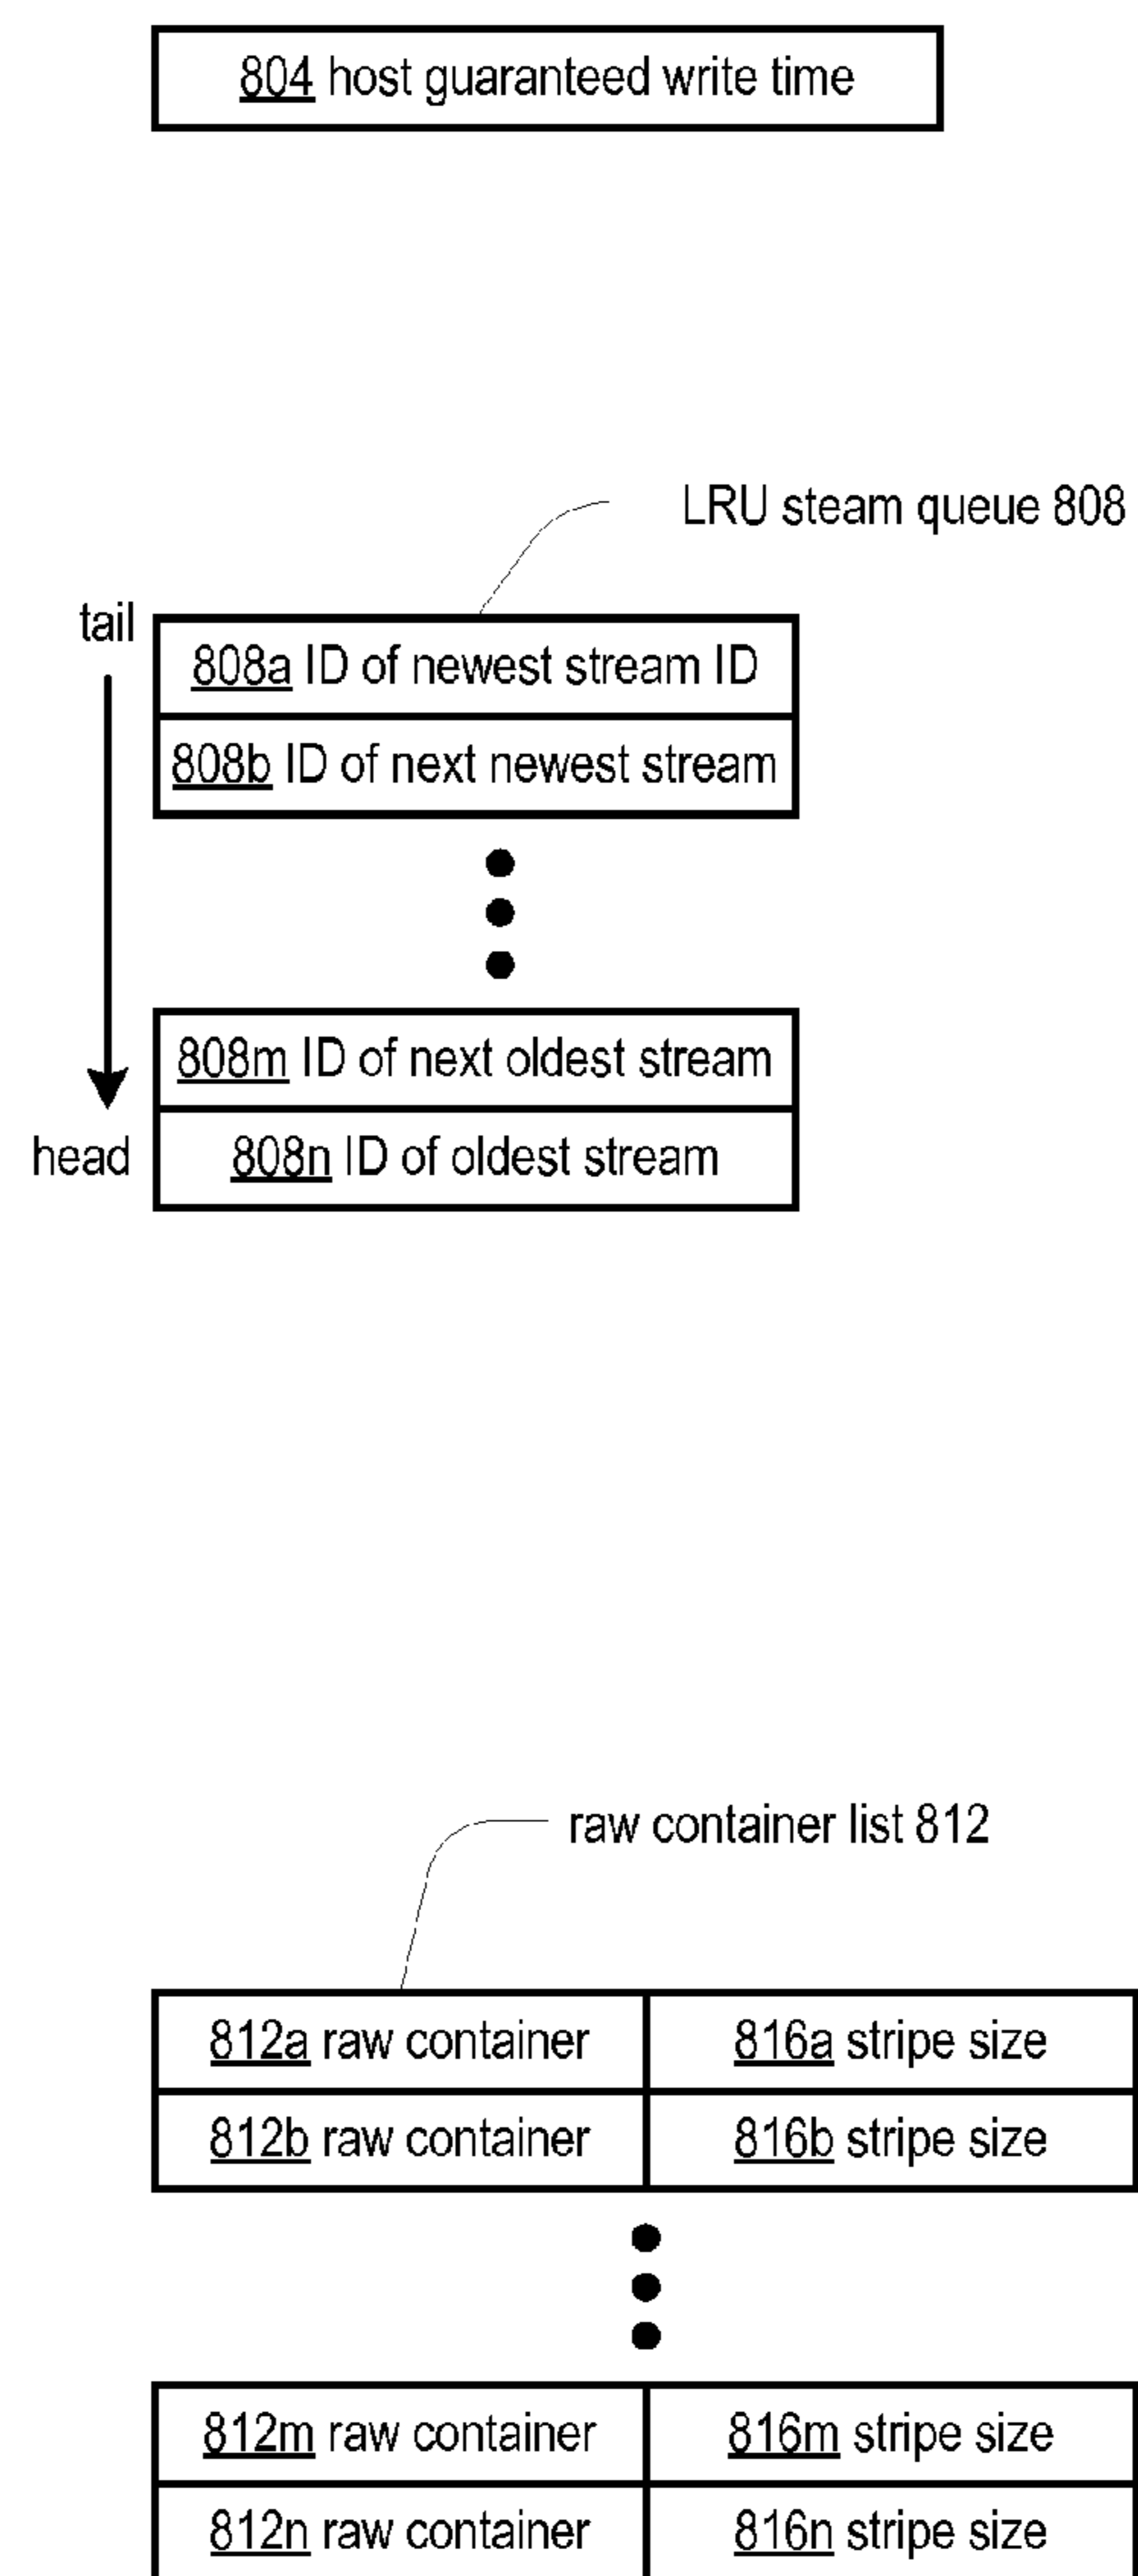 804 host guaranteed write time
LRU steam queue 808
tail
808a ID of newest stream ID
808b ID of next newest stream
808m ID of next oldest stream
head
808n ID of oldest stream
raw container list 812
812a raw container 816a stripe size
812b raw container 816b stripe size
812m raw container 816m stripe size
812n raw container 816n stripe size